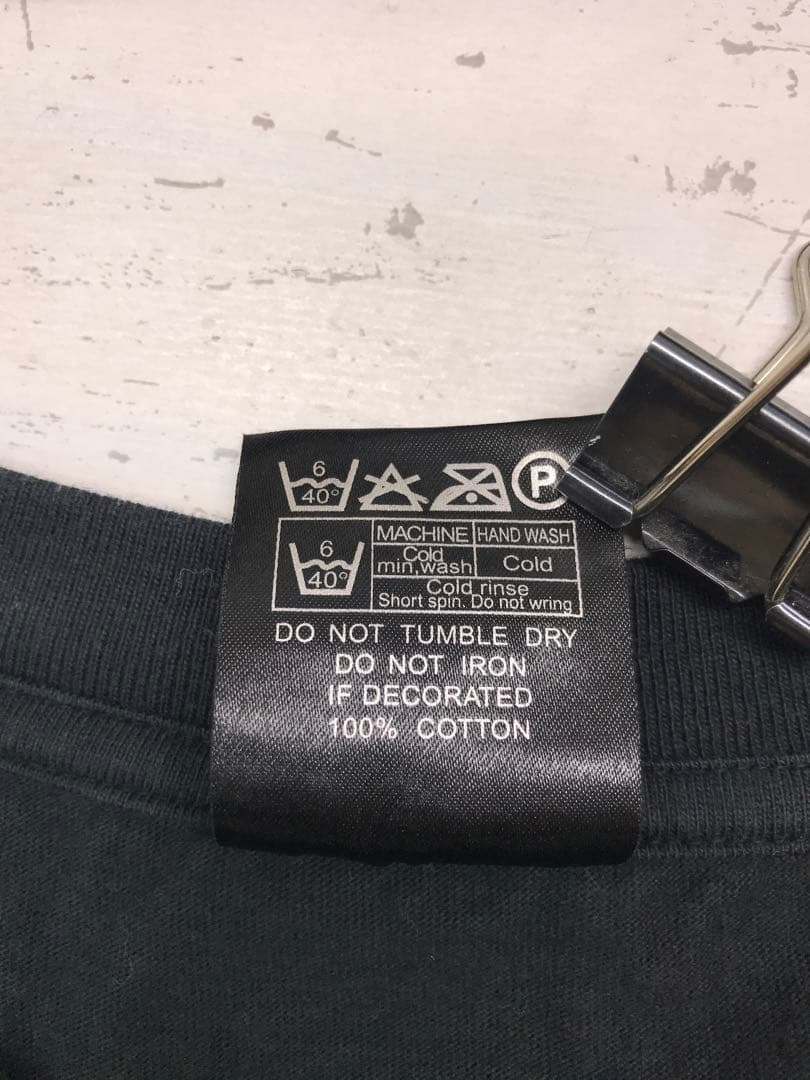 6 40° P
MACHINE HAND WASH
6 40° Cold min,wash Cold
Cold rinse
Short spin. Do not wring
DO NOT TUMBLE DRY
DO NOT IRON
IF DECORATED
100% COTTON